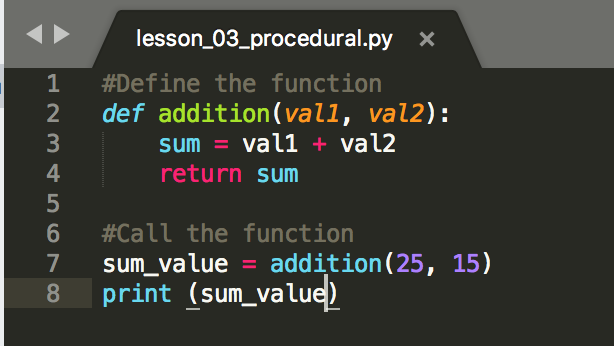 lesson_03_procedural.py ×
1 #Define the function
2 def addition(val1, val2):
3     sum = val1 + val2
4     return sum
5
6 #Call the function
7 sum_value = addition(25, 15)
8 print (sum_value)